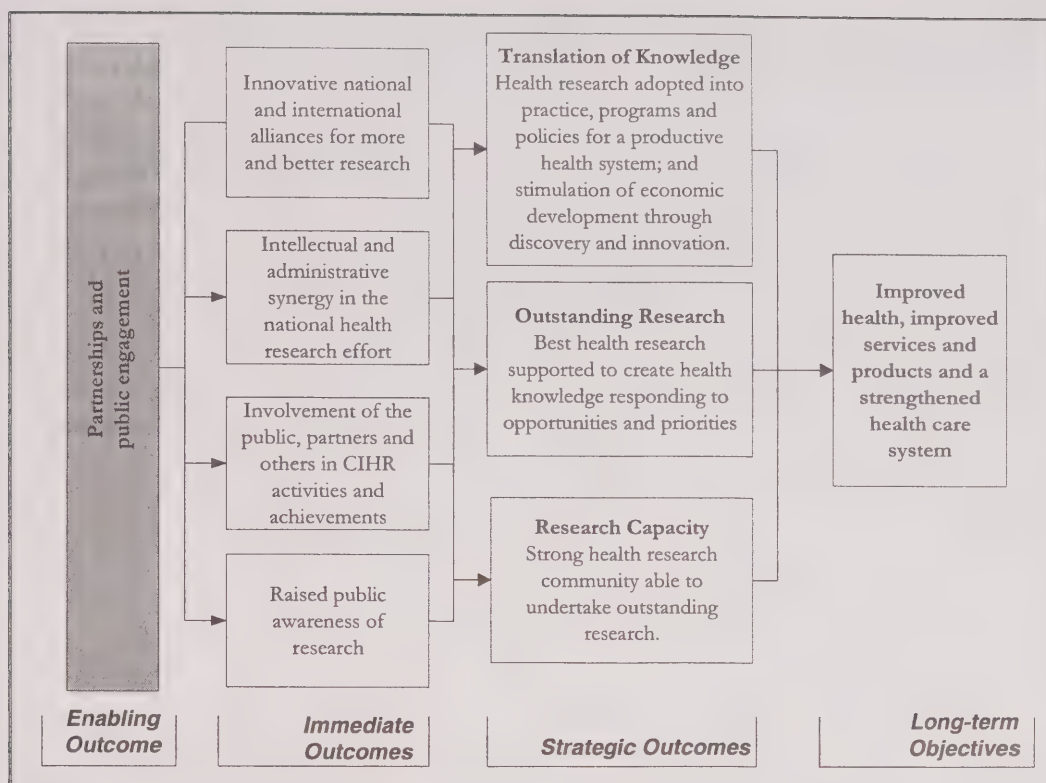 Partnerships and
public engagement
Innovative national
and international
alliances for more
and better research
Intellectual and
administrative
synergy in the
national health
research effort
Involvement of the
public, partners and
others in CIHR
activities and
achievements
Raised public
awareness of
research
Translation of Knowledge
Health research adopted into
practice, programs and
policies for a productive
health system; and
stimulation of economic
development through
discovery and innovation.
Outstanding Research
Best health research
supported to create health
knowledge responding to
opportunities and priorities
Research Capacity
Strong health research
community able to
undertake outstanding
research.
Improved
health, improved
services and
products and a
strengthened
health care
system
Enabling
Outcome
Immediate
Outcomes
Strategic Outcomes
Long-term
Objectives